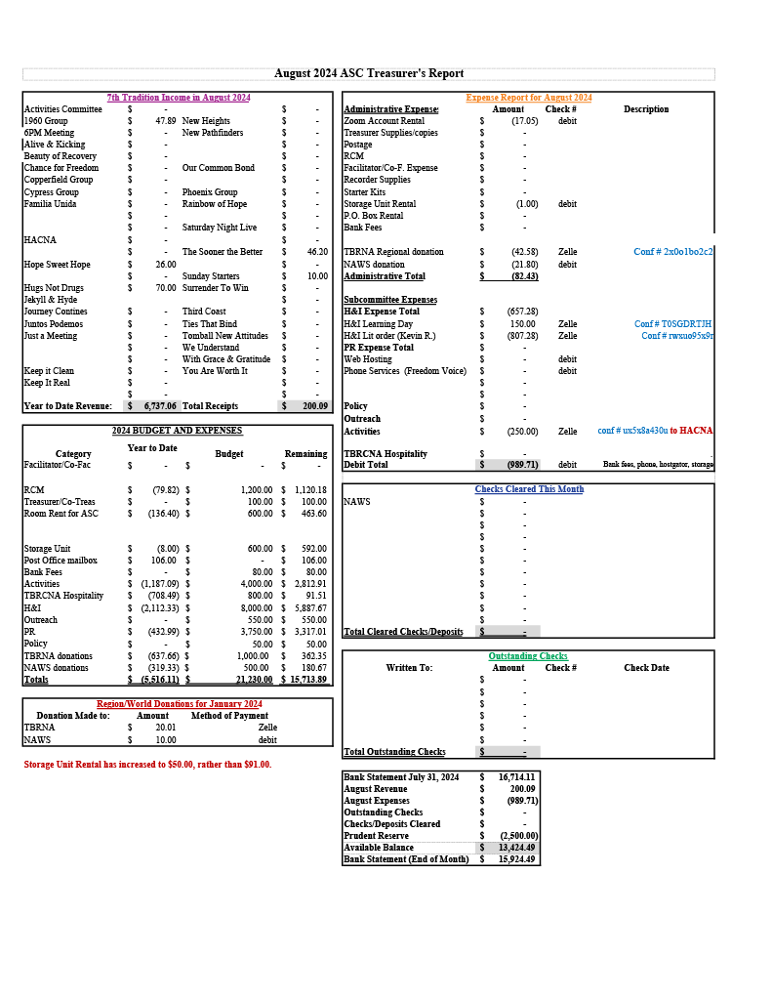 August 2024 ASC Treasurer's Report
7th Tradition Income in August 2024
Activities Committee $ - $ -
1960 Group $ 47.89 New Heights $ -
6PM Meeting $ - New Pathfinders $ -
Alive & Kicking $ - $ -
Beauty of Recovery $ - $ -
Chance for Freedom $ - Our Common Bond $ -
Copperfield Group $ - $ -
Cypress Group $ - Phoenix Group $ -
Familia Unida $ - Rainbow of Hope $ -
$ - $ -
$ - Saturday Night Live $ -
HACNA $ - $ -
$ - The Sooner the Better $ 46.20
Hope Sweet Hope $ 26.00 -
$ - Sunday Starters $ 10.00
Hugs Not Drugs $ 70.00 Surrender To Win $ -
Jekyll & Hyde $ -
Journey Contines $ - Third Coast $ -
Juntos Podemos $ - Ties That Bind $ -
Just a Meeting $ - Tomball New Attitudes $ -
$ - We Understand $ -
$ - With Grace & Gratitude $ -
Keep it Clean $ - You Are Worth It $ -
Keep It Real $ - $ -
$ - $ -
Year to Date Revenue: $ 6,737.06 Total Receipts $ 200.09
2024 BUDGET AND EXPENSES
Category Year to Date Budget Remaining
Facilitator/Co-Fac $ - $ - $ -
RCM $ (79.82) $ 1,200.00 $ 1,120.18
Treasurer/Co-Treas $ - $ 100.00 $ 100.00
Room Rent for ASC $ (136.40) $ 600.00 $ 463.60
Storage Unit $ (8.00) $ 600.00 $ 592.00
Post Office mailbox $ 106.00 $ - $ 106.00
Bank Fees $ - $ 80.00 $ 80.00
Activities $ (1,187.09) $ 4,000.00 $ 2,812.91
TBRCNA Hospitality $ (708.49) $ 800.00 $ 91.51
H&I $ (2,112.33) $ 8,000.00 $ 5,887.67
Outreach $ - $ 550.00 $ 550.00
PR $ (432.99) $ 3,750.00 $ 3,317.01
Policy $ - $ 50.00 $ 50.00
TBRNA donations $ (637.66) $ 1,000.00 $ 362.35
NAWS donations $ (319.33) $ 500.00 $ 180.67
Totals $ (5,516.11) $ 21,230.00 $ 15,713.89
Region/World Donations for January 2024
Donation Made to: Amount Method of Payment
TBRNA $ 20.01 Zelle
NAWS $ 10.00 debit
Storage Unit Rental has increased to $50.00, rather than $91.00.
Expense Report for August 2024
Administrative Expense: Amount Check # Description
Zoom Account Rental $ (17.05) debit
Treasurer Supplies/copies $ -
Postage $ -
RCM $ -
Facilitator/Co-F. Expense $ -
Recorder Supplies $ -
Starter Kits $ -
Storage Unit Rental $ (1.00) debit
P.O. Box Rental $ -
Bank Fees $ -
TBRNA Regional donation $ (42.58) Zelle Conf # 2x0o1bo2c2
NAWS donation $ (21.80) debit
Administrative Total $ (82.43)
Subcommittee Expenses
H&I Expense Total $ (657.28)
H&I Learning Day $ 150.00 Zelle Conf # T0SGDRTJH
H&I Lit order (Kevin R.) $ (807.28) Zelle Conf # rwxuo95x9r
PR Expense Total $ -
Web Hosting $ - debit
Phone Services (Freedom Voice) $ - debit
$ -
$ -
Policy $ -
Outreach $ -
Activities $ (250.00) Zelle conf # ux5x8a430u to HACNA
TBRCNA Hospitality $ - .
Debit Total $ (989.71) debit Bank fees, phone, hostgator, storage
Checks Cleared This Month
NAWS $ -
$ -
$ -
$ -
$ -
$ -
$ -
$ -
$ -
$ -
$ -
Total Cleared Checks/Deposits $ -
Outstanding Checks
Written To: Amount Check # Check Date
$ -
$ -
$ -
$ -
$ -
$ -
Total Outstanding Checks $ -
Bank Statement July 31, 2024 $ 16,714.11
August Revenue $ 200.09
August Expenses $ (989.71)
Outstanding Checks $ -
Checks/Deposits Cleared $ -
Prudent Reserve $ (2,500.00)
Available Balance $ 13,424.49
Bank Statement (End of Month) $ 15,924.49